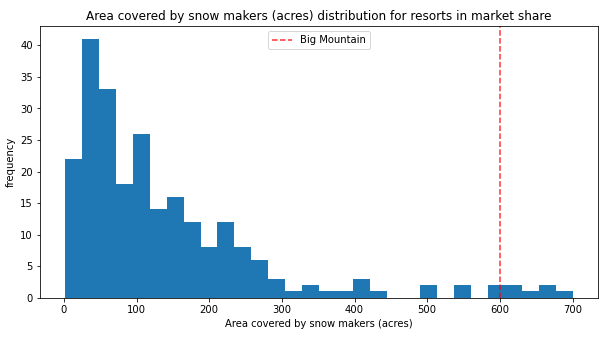 Area covered by snow makers (acres) distribution for resorts in market share
Big Mountain
frequency
40
35
30
25
20
15
10
5
0
0 100 200 300 400 500 600 700
Area covered by snow makers (acres)